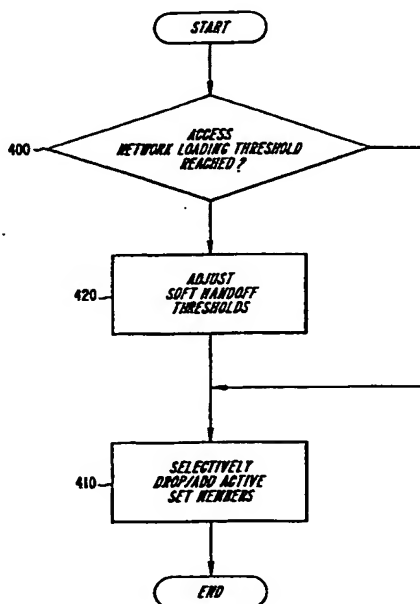 START
400
ACCESS
NETWORK LOADING THRESHOLD
REACHED?
420
ADJUST
SOFT HANDOFF
THRESHOLDS
410
SELECTIVELY
DROP/ADD ACTIVE
SET MEMBERS
END